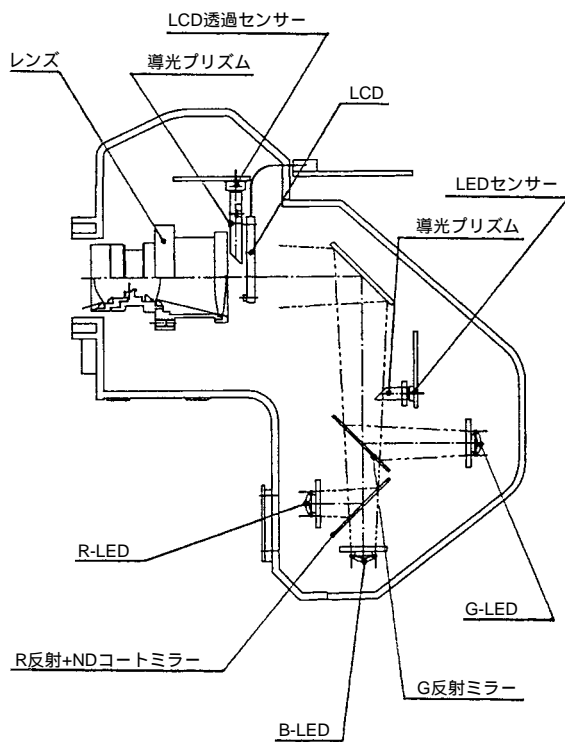 LCD透過センサー
レンズ
導光プリズム
LCD
LEDセンサー
導光プリズム
R-LED
G-LED
R反射+NDコートミラー
G反射ミラー
B-LED